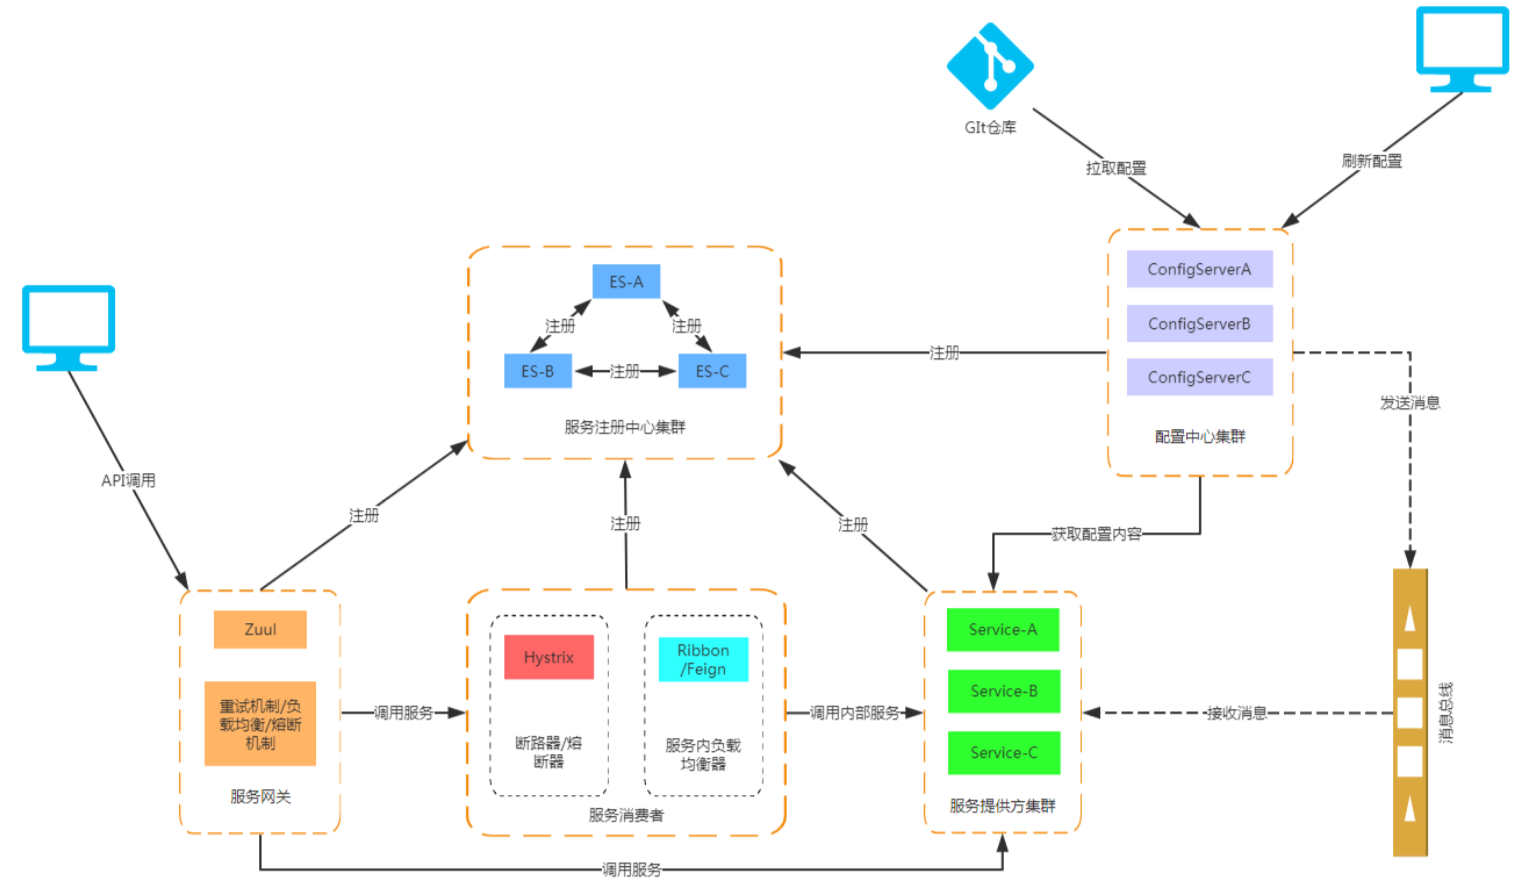 GIt仓库
拉取配置
刷新配置
ConfigServerA
ConfigServerB
ConfigServerC
配置中心集群
ES-A
注册
注册
ES-B
注册
ES-C
服务注册中心集群
注册
发送消息
API调用
注册
注册
注册
获取配置内容
Zuul
重试机制/负
载均衡/熔断
机制
服务网关
调用服务
Hystrix
断路器/熔
断器
Ribbon
/Feign
服务内负载
均衡器
服务消费者
调用内部服务
Service-A
Service-B
Service-C
服务提供方集群
接收消息
消息总线
调用服务